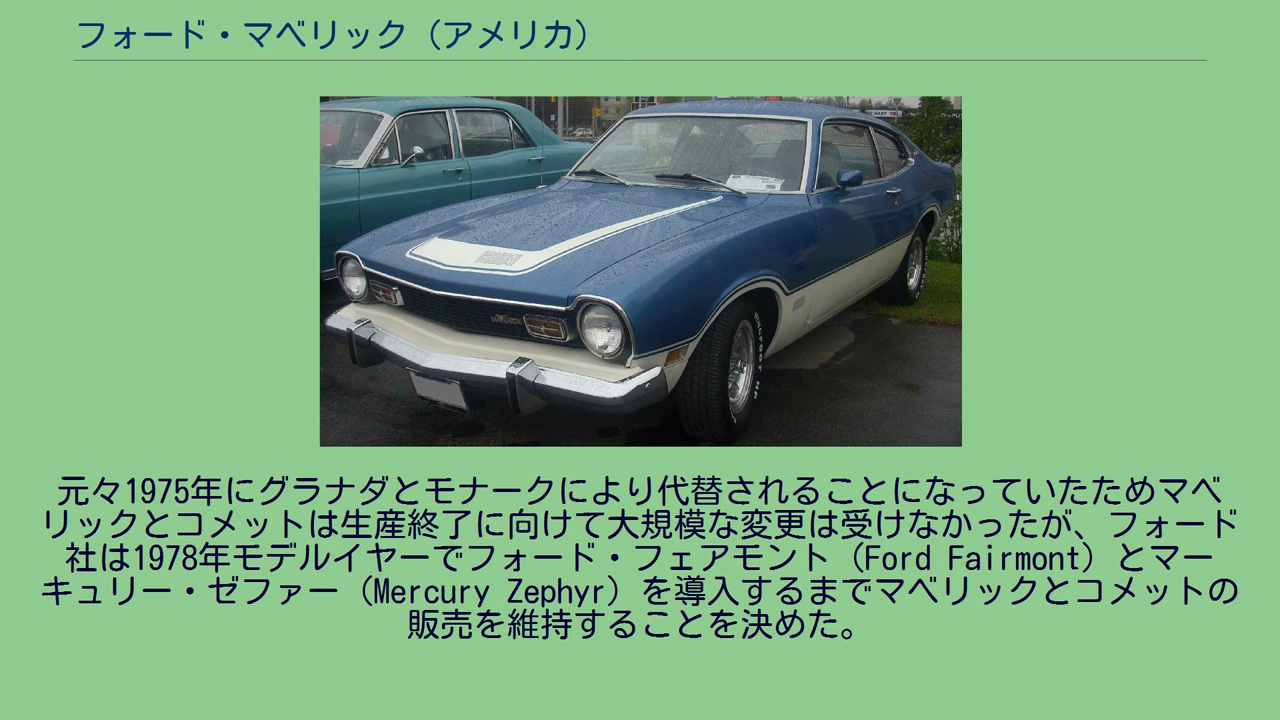 フォード・マベリック（アメリカ）
元々1975年にグラナダとモナークにより代替されることになっていたためマベ
リックとコメットは生産終了に向けて大規模な変更は受けなかったが、フォード
社は1978年モデルイヤーでフォード・フェアモント（Ford Fairmont）とマー
キュリー・ゼファー（Mercury Zephyr）を導入するまでマベリックとコメットの
販売を維持することを決めた。